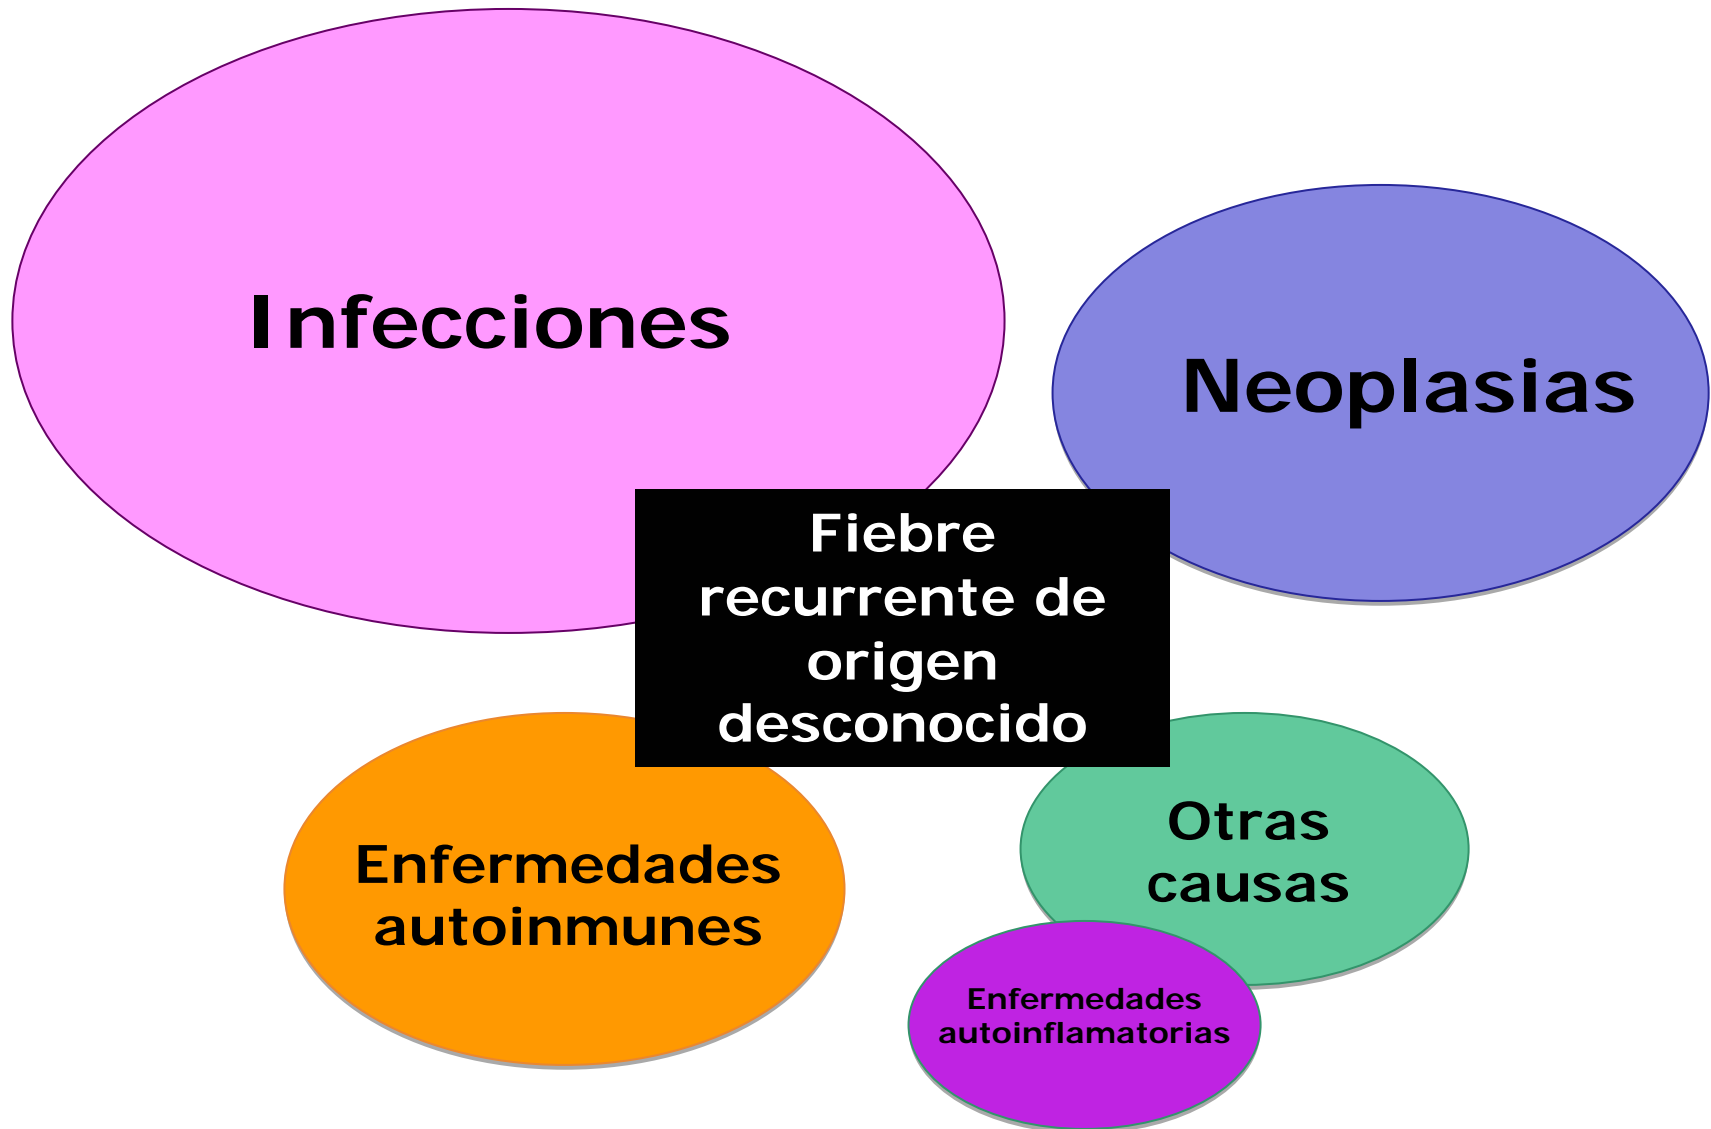 Infecciones
Neoplasias
Fiebre
recurrente de
origen
desconocido
Enfermedades
autoinmunes
Otras
causas
Enfermedades
autoinflamatorias